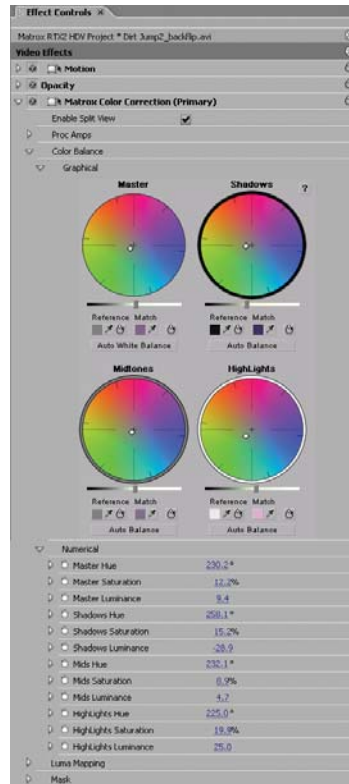 Effect Controls
Matrox RTX2 HDV Project * Dirt Jump2_backflip.avi
Video Effects
Motion
Opacity
Matrox Color Correction (Primary)
Enable Split View
Proc Amps
Color Balance
Graphical
Master Shadows ?
Reference Match Reference Match
Auto White Balance Auto Balance
Midtones HighLights
Reference Match Reference Match
Auto Balance Auto Balance
Numerical
Master Hue 230.2°
Master Saturation 12.2%
Master Luminance 9.4
Shadows Hue 250.1°
Shadows Saturation 15.2%
Shadows Luminance -28.9
Mids Hue 232.1°
Mids Saturation 8.9%
Mids Luminance 4.7
HighLights Hue 225.0°
HighLights Saturation 19.9%
HighLights Luminance 25.0
Luma Mapping
Mask